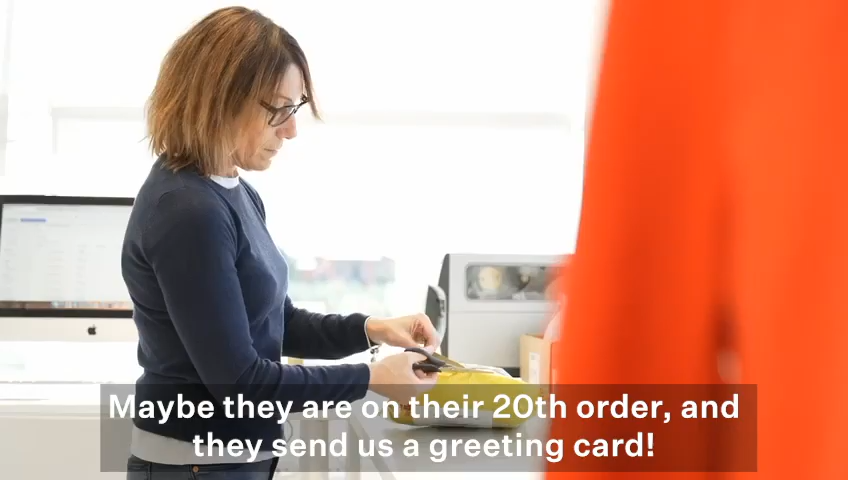 Maybe they are on their 20th order, and
they send us a greeting card!